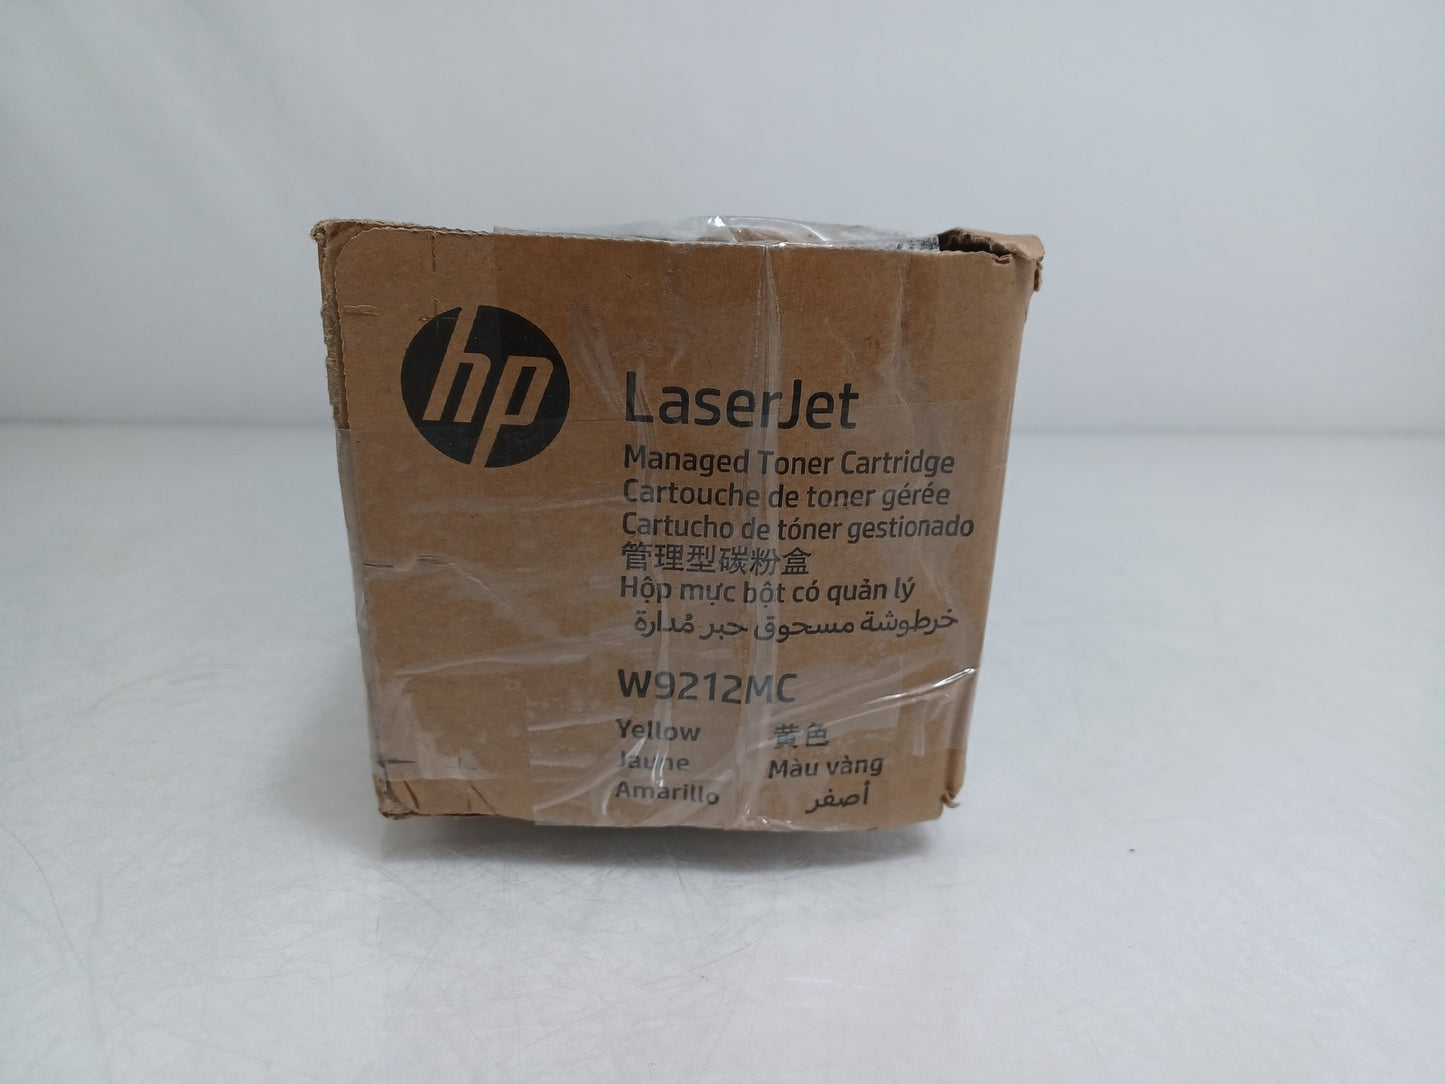 hp
LaserJet
Managed Toner Cartridge
Cartouche de toner gérée
Cartucho de tóner gestionado
管理型碳粉盒
Hộp mực bột có quản lý
خرطوشة مسحوق حبر مُدارة
W9212MC
Yellow 黄色
Jaune Màu vàng
Amarillo أصفر